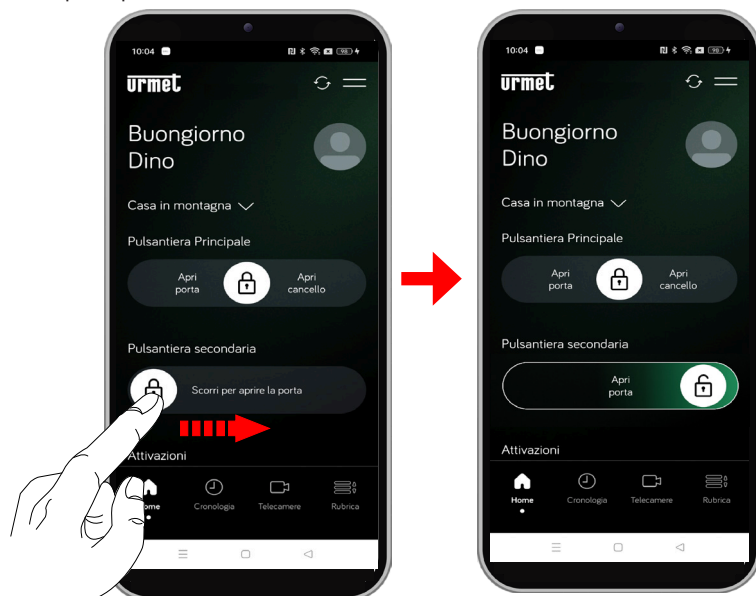 10:04
98
urmet
Buongiorno
Dino
Casa in montagna
Pulsantiera Principale
Apri
porta
Apri
cancello
Pulsantiera secondaria
Scorri per aprire la porta
Attivazioni
Cronologia
Telecamere
Rubrica
10:04
98
urmet
Buongiorno
Dino
Casa in montagna
Pulsantiera Principale
Apri
porta
Apri
cancello
Pulsantiera secondaria
Apri
porta
Attivazioni
Home
Cronologia
Telecamere
Rubrica